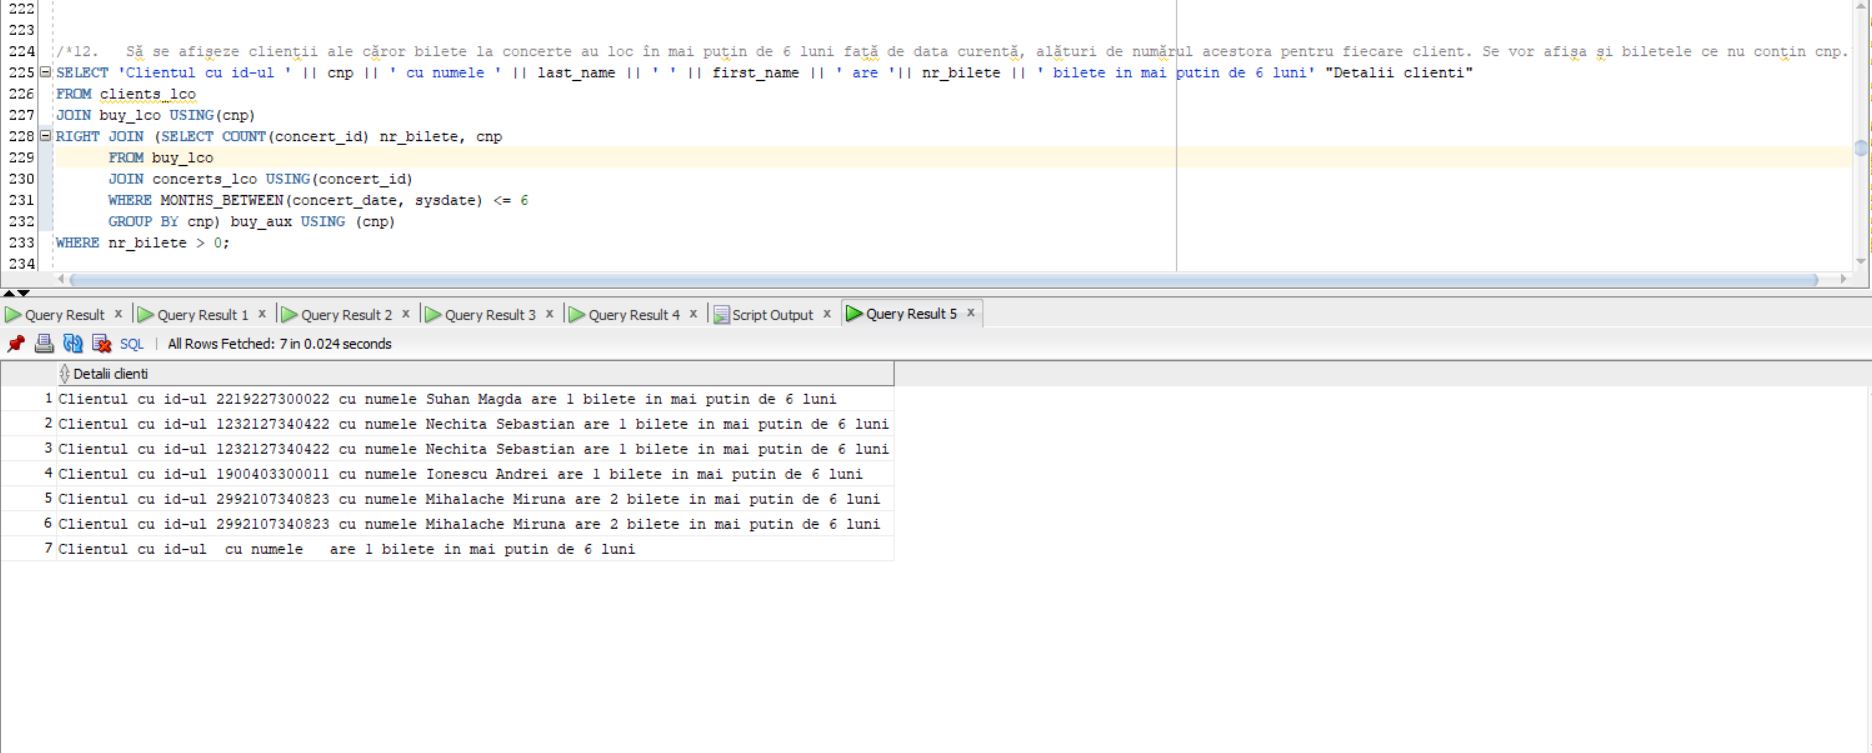 222
223
224 /*12. Să se afișeze clienții ale căror bilete la concerte au loc în mai puțin de 6 luni față de data curentă, alături de numărul acestora pentru fiecare client. Se vor afișa și biletele ce nu conțin cnp.
225 SELECT 'Clientul cu id-ul ' || cnp || ' cu numele ' || last_name || ' ' || first_name || ' are '|| nr_bilete || ' bilete in mai putin de 6 luni' "Detalii clienti"
226 FROM clients_lco
227 JOIN buy_lco USING(cnp)
228 RIGHT JOIN (SELECT COUNT(concert_id) nr_bilete, cnp
229 FROM buy_lco
230 JOIN concerts_lco USING(concert_id)
231 WHERE MONTHS_BETWEEN(concert_date, sysdate) <= 6
232 GROUP BY cnp) buy_aux USING (cnp)
233 WHERE nr_bilete > 0;
234
Query Result x Query Result 1 x Query Result 2 x Query Result 3 x Query Result 4 x Script Output x Query Result 5 x
SQL | All Rows Fetched: 7 in 0.024 seconds
Detalii clienti
1 Clientul cu id-ul 2219227300022 cu numele Suhan Magda are 1 bilete in mai putin de 6 luni
2 Clientul cu id-ul 1232127340422 cu numele Nechita Sebastian are 1 bilete in mai putin de 6 luni
3 Clientul cu id-ul 1232127340422 cu numele Nechita Sebastian are 1 bilete in mai putin de 6 luni
4 Clientul cu id-ul 1900403300011 cu numele Ionescu Andrei are 1 bilete in mai putin de 6 luni
5 Clientul cu id-ul 2992107340823 cu numele Mihalache Miruna are 2 bilete in mai putin de 6 luni
6 Clientul cu id-ul 2992107340823 cu numele Mihalache Miruna are 2 bilete in mai putin de 6 luni
7 Clientul cu id-ul  cu numele   are 1 bilete in mai putin de 6 luni